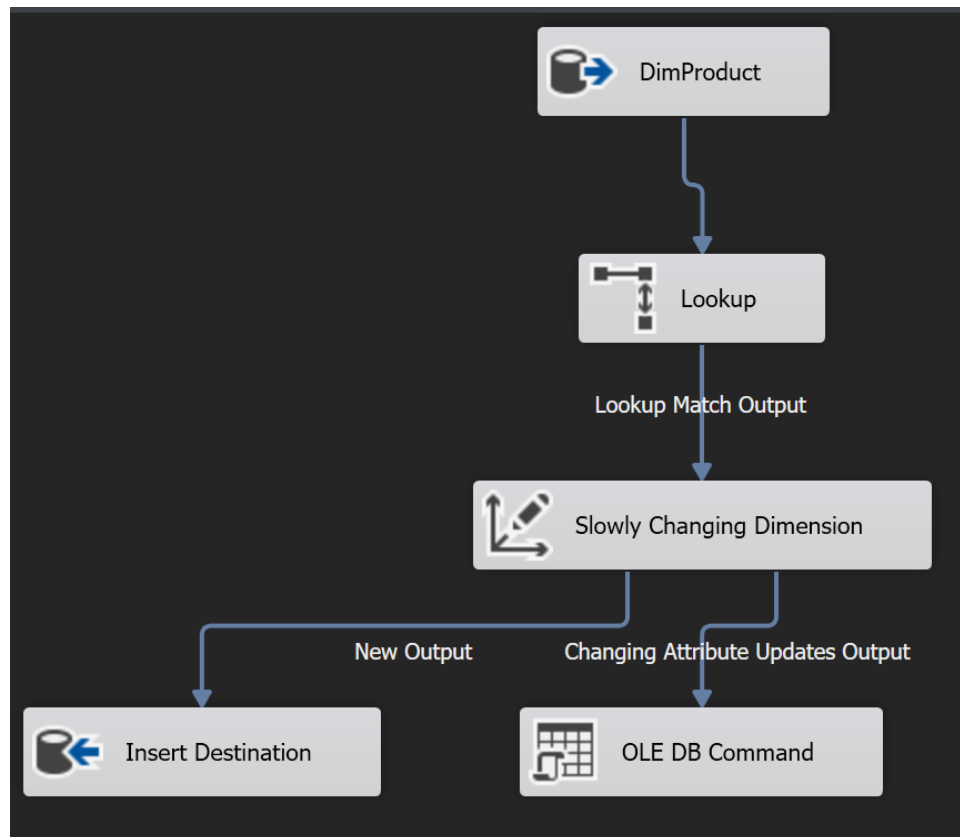 DimProduct
Lookup
Lookup Match Output
Slowly Changing Dimension
New Output
Changing Attribute Updates Output
Insert Destination
OLE DB Command